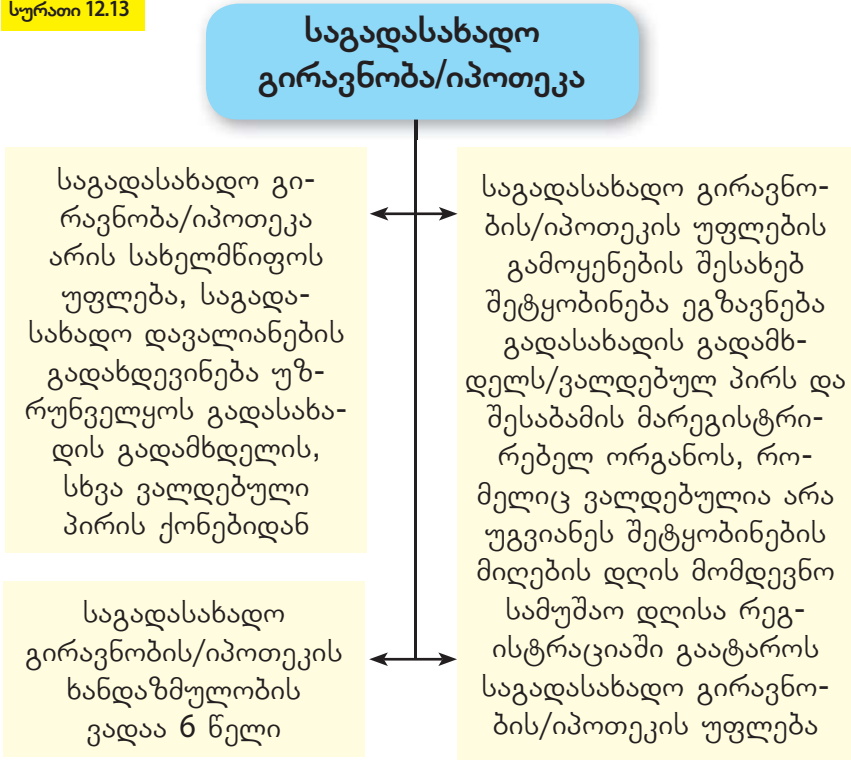 სურათი 12.13
საგადასახადო
გირავნობა/იპოთეკა
საგადასახადო გი-
რავნობა/იპოთეკა
არის სახელმწიფოს
უფლება, საგადა-
სახადო დავალიანების
გადახდევინება უზ-
რუნველყოს გადასახა-
დის გადამხდელის,
სხვა ვალდებული
პირის ქონებიდან
საგადასახადო
გირავნობის/იპოთეკის
ხანდაზმულობის
ვადაა 6 წელი
საგადასახადო გირავნო-
ბის/იპოთეკის უფლების
გამოყენების შესახებ
შეტყობინება ეგზავნება
გადასახადის გადამხ-
დელს/ვალდებულ პირს და
შესაბამის მარეგისტრი-
რებელ ორგანოს, რო-
მელიც ვალდებულია არა
უგვიანეს შეტყობინების
მიღების დღის მომდევნო
სამუშაო დღისა რეგ-
ისტრაციაში გაატაროს
საგადასახადო გირავნო-
ბის/იპოთეკის უფლება